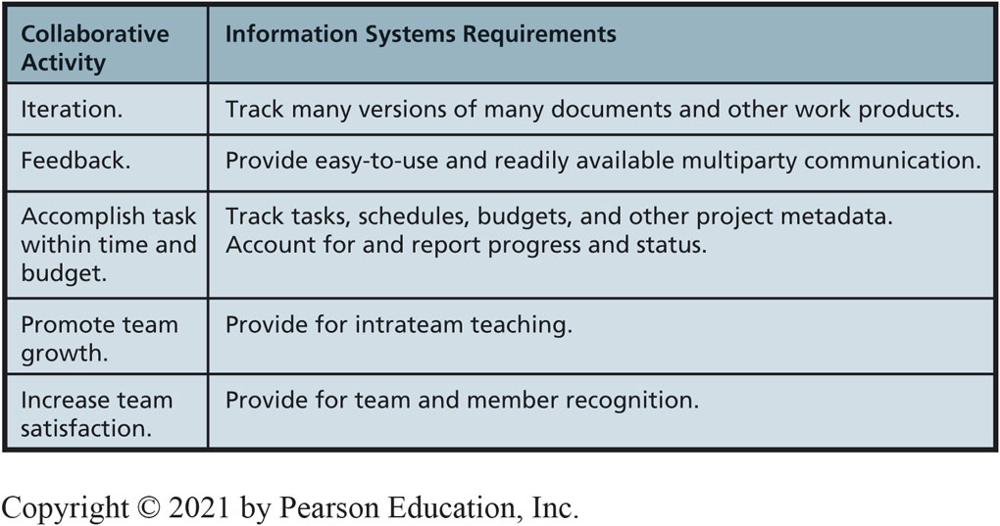 Collaborative Activity | Information Systems Requirements
Iteration. | Track many versions of many documents and other work products.
Feedback. | Provide easy-to-use and readily available multiparty communication.
Accomplish task within time and budget. | Track tasks, schedules, budgets, and other project metadata. Account for and report progress and status.
Promote team growth. | Provide for intrateam teaching.
Increase team satisfaction. | Provide for team and member recognition.
Copyright © 2021 by Pearson Education, Inc.